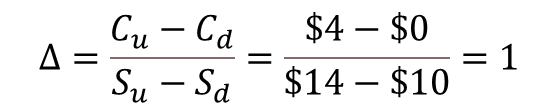 Δ = (C_u − C_d) / (S_u − S_d) = ($4 − $0) / ($14 − $10) = 1